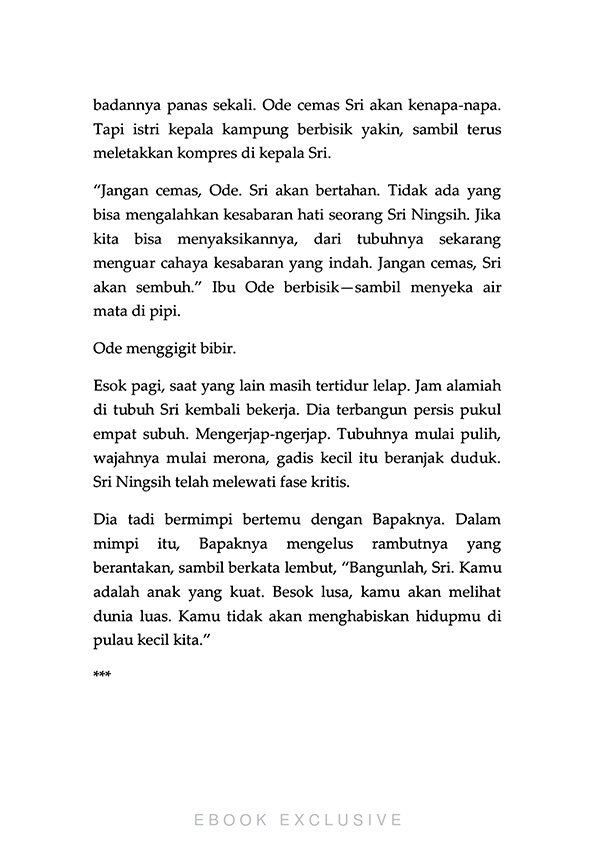 badannya panas sekali. Ode cemas Sri akan kenapa-napa.
Tapi istri kepala kampung berbisik yakin, sambil terus
meletakkan kompres di kepala Sri.
“Jangan cemas, Ode. Sri akan bertahan. Tidak ada yang
bisa mengalahkan kesabaran hati seorang Sri Ningsih. Jika
kita bisa menyaksikannya, dari tubuhnya sekarang
menguar cahaya kesabaran yang indah. Jangan cemas, Sri
akan sembuh.” Ibu Ode berbisik—sambil menyeka air
mata di pipi.
Ode menggigit bibir.
Esok pagi, saat yang lain masih tertidur lelap. Jam alamiah
di tubuh Sri kembali bekerja. Dia terbangun persis pukul
empat subuh. Mengerjap-ngerjap. Tubuhnya mulai pulih,
wajahnya mulai merona, gadis kecil itu beranjak duduk.
Sri Ningsih telah melewati fase kritis.
Dia tadi bermimpi bertemu dengan Bapaknya. Dalam
mimpi itu, Bapaknya mengelus rambutnya yang
berantakan, sambil berkata lembut, “Bangunlah, Sri. Kamu
adalah anak yang kuat. Besok lusa, kamu akan melihat
dunia luas. Kamu tidak akan menghabiskan hidupmu di
pulau kecil kita.”
***
EBOOK EXCLUSIVE